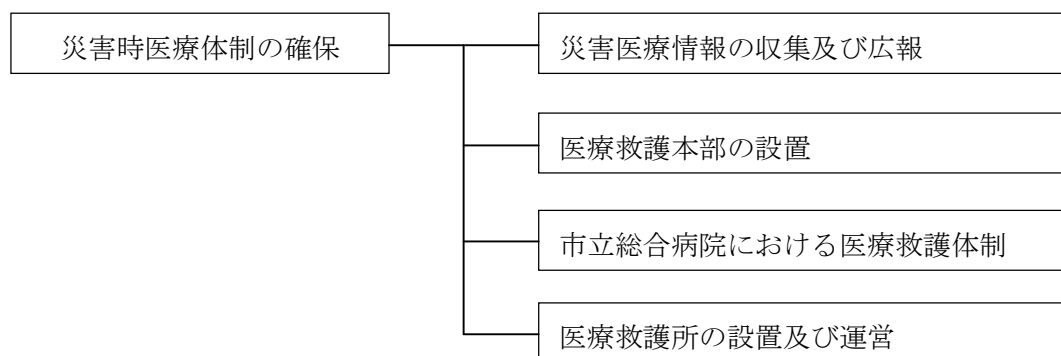 災害時医療体制の確保
災害医療情報の収集及び広報
医療救護本部の設置
市立総合病院における医療救護体制
医療救護所の設置及び運営